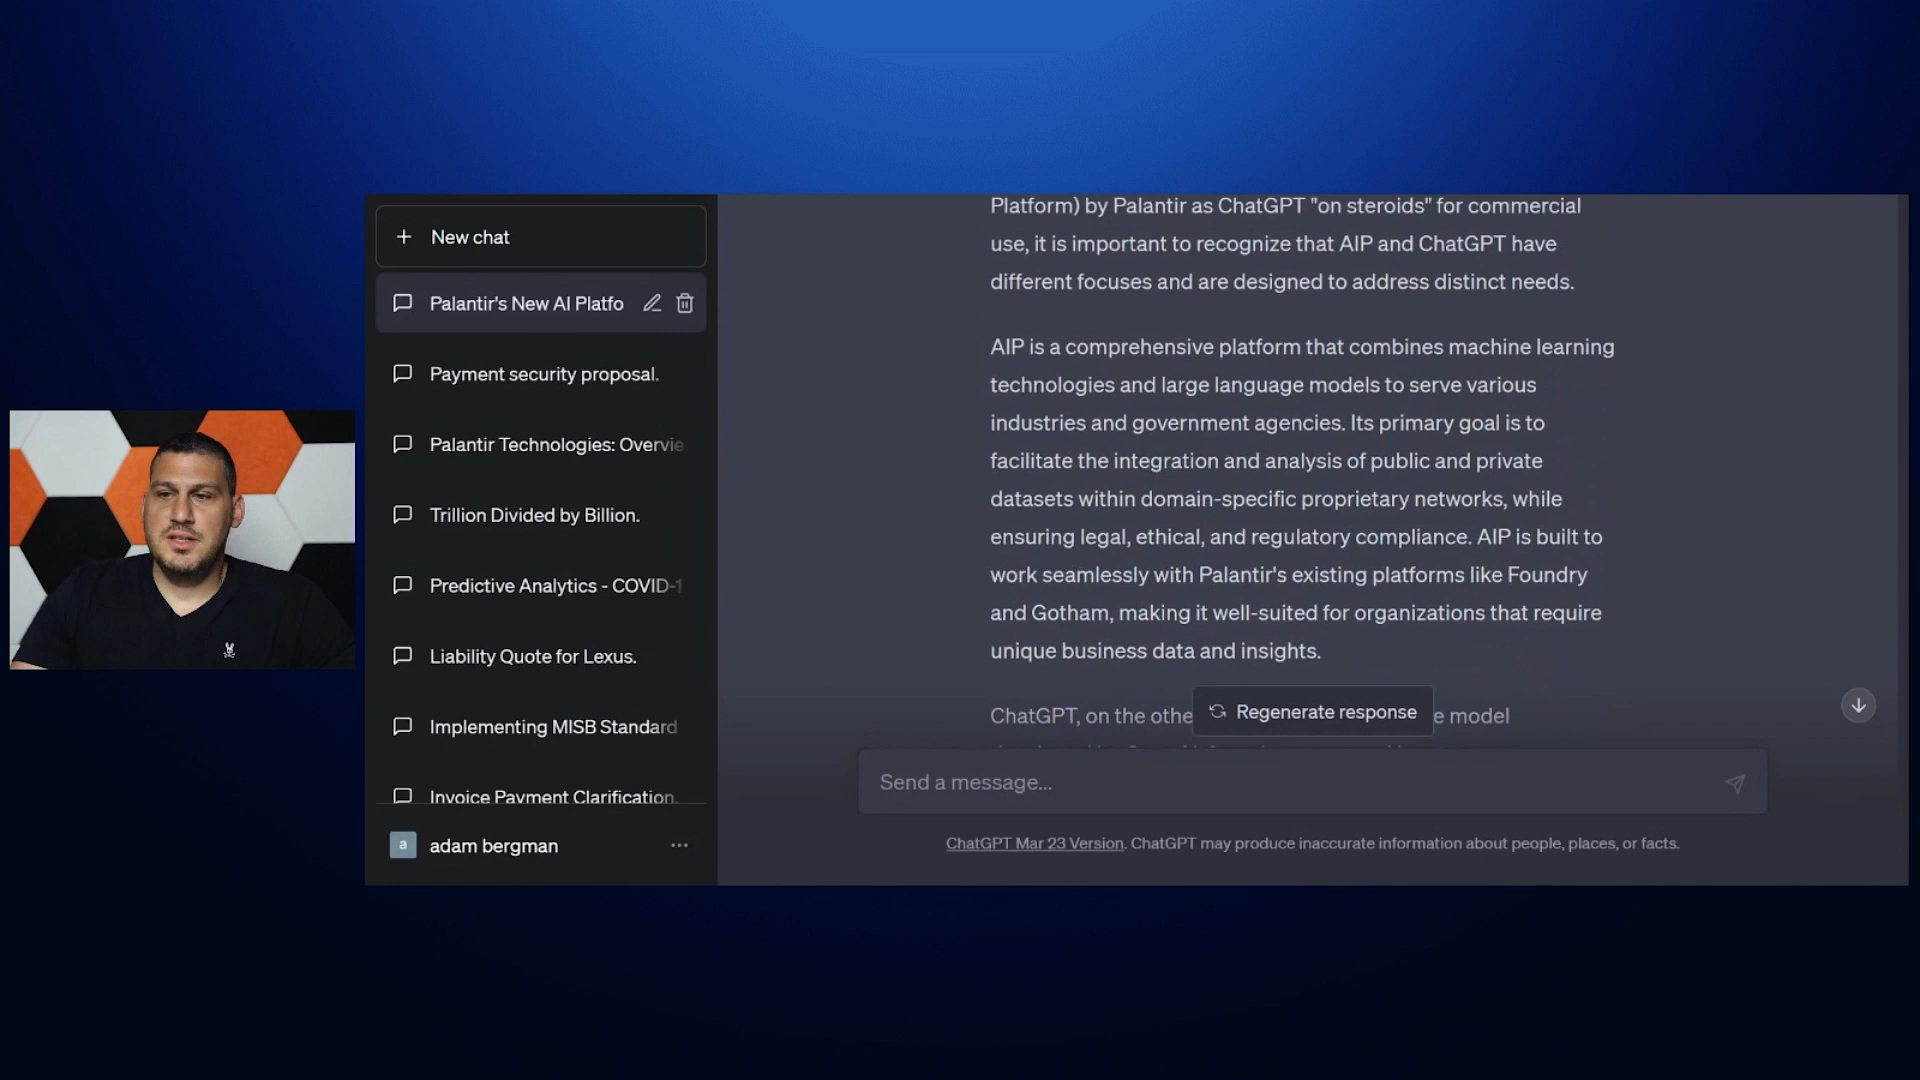 New chat
Palantir's New AI Platfo
Payment security proposal.
Palantir Technologies: Overvie
Trillion Divided by Billion.
Predictive Analytics - COVID-1
Liability Quote for Lexus.
Implementing MISB Standard
Invoice Payment Clarification.
a adam bergman
Platform) by Palantir as ChatGPT "on steroids" for commercial
use, it is important to recognize that AIP and ChatGPT have
different focuses and are designed to address distinct needs.
AIP is a comprehensive platform that combines machine learning
technologies and large language models to serve various
industries and government agencies. Its primary goal is to
facilitate the integration and analysis of public and private
datasets within domain-specific proprietary networks, while
ensuring legal, ethical, and regulatory compliance. AIP is built to
work seamlessly with Palantir's existing platforms like Foundry
and Gotham, making it well-suited for organizations that require
unique business data and insights.
ChatGPT, on the othe Regenerate response e model
Send a message...
ChatGPT Mar 23 Version. ChatGPT may produce inaccurate information about people, places, or facts.